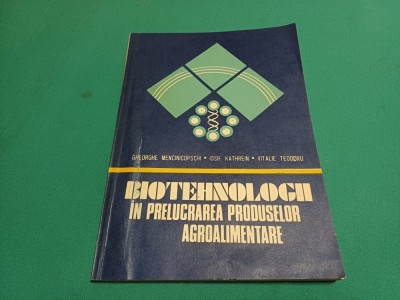 GHEORGHE MENCINICOPSCHI • IOSIF KATHREIN • VITALIE TEODORU
BIOTEHNOLOGII
ÎN PRELUCRAREA PRODUSELOR
AGROALIMENTARE